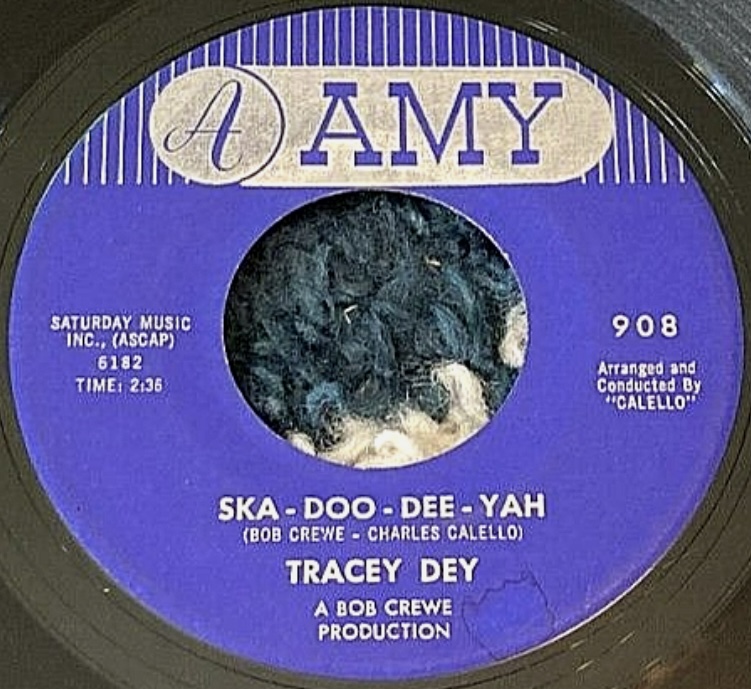 A AMY
SATURDAY MUSIC
INC., (ASCAP)
6182
TIME: 2:36
908
Arranged and
Conducted By
"CALELLO"
SKA - DOO - DEE - YAH
(BOB CREWE - CHARLES CALELLO)
TRACEY DEY
A BOB CREWE
PRODUCTION